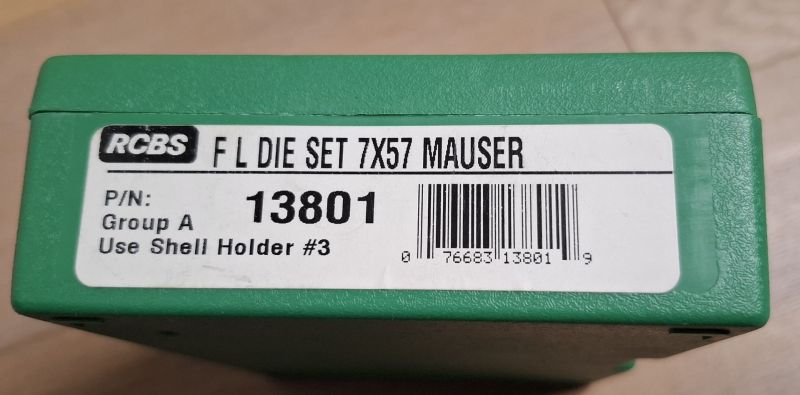 RCBS F L DIE SET 7X57 MAUSER
P/N: 13801
Group A
Use Shell Holder #3
0 76683 13801 9